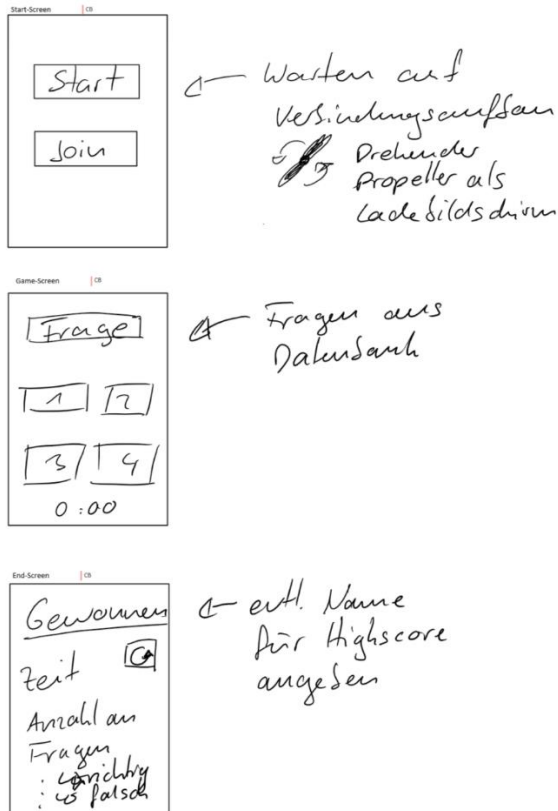 Start-Screen CB
Start
Join
Warten auf
Verbindungsaufbau
Drehender
Propeller als
Ladebildschirm
Game-Screen CB
Frage
1 2
3 4
0:00
Fragen aus
Datenbank
End-Screen CB
Gewonnen
Zeit
Anzahl an
Fragen
richtig
falsch
evtl. Name
für Highscore
angeben